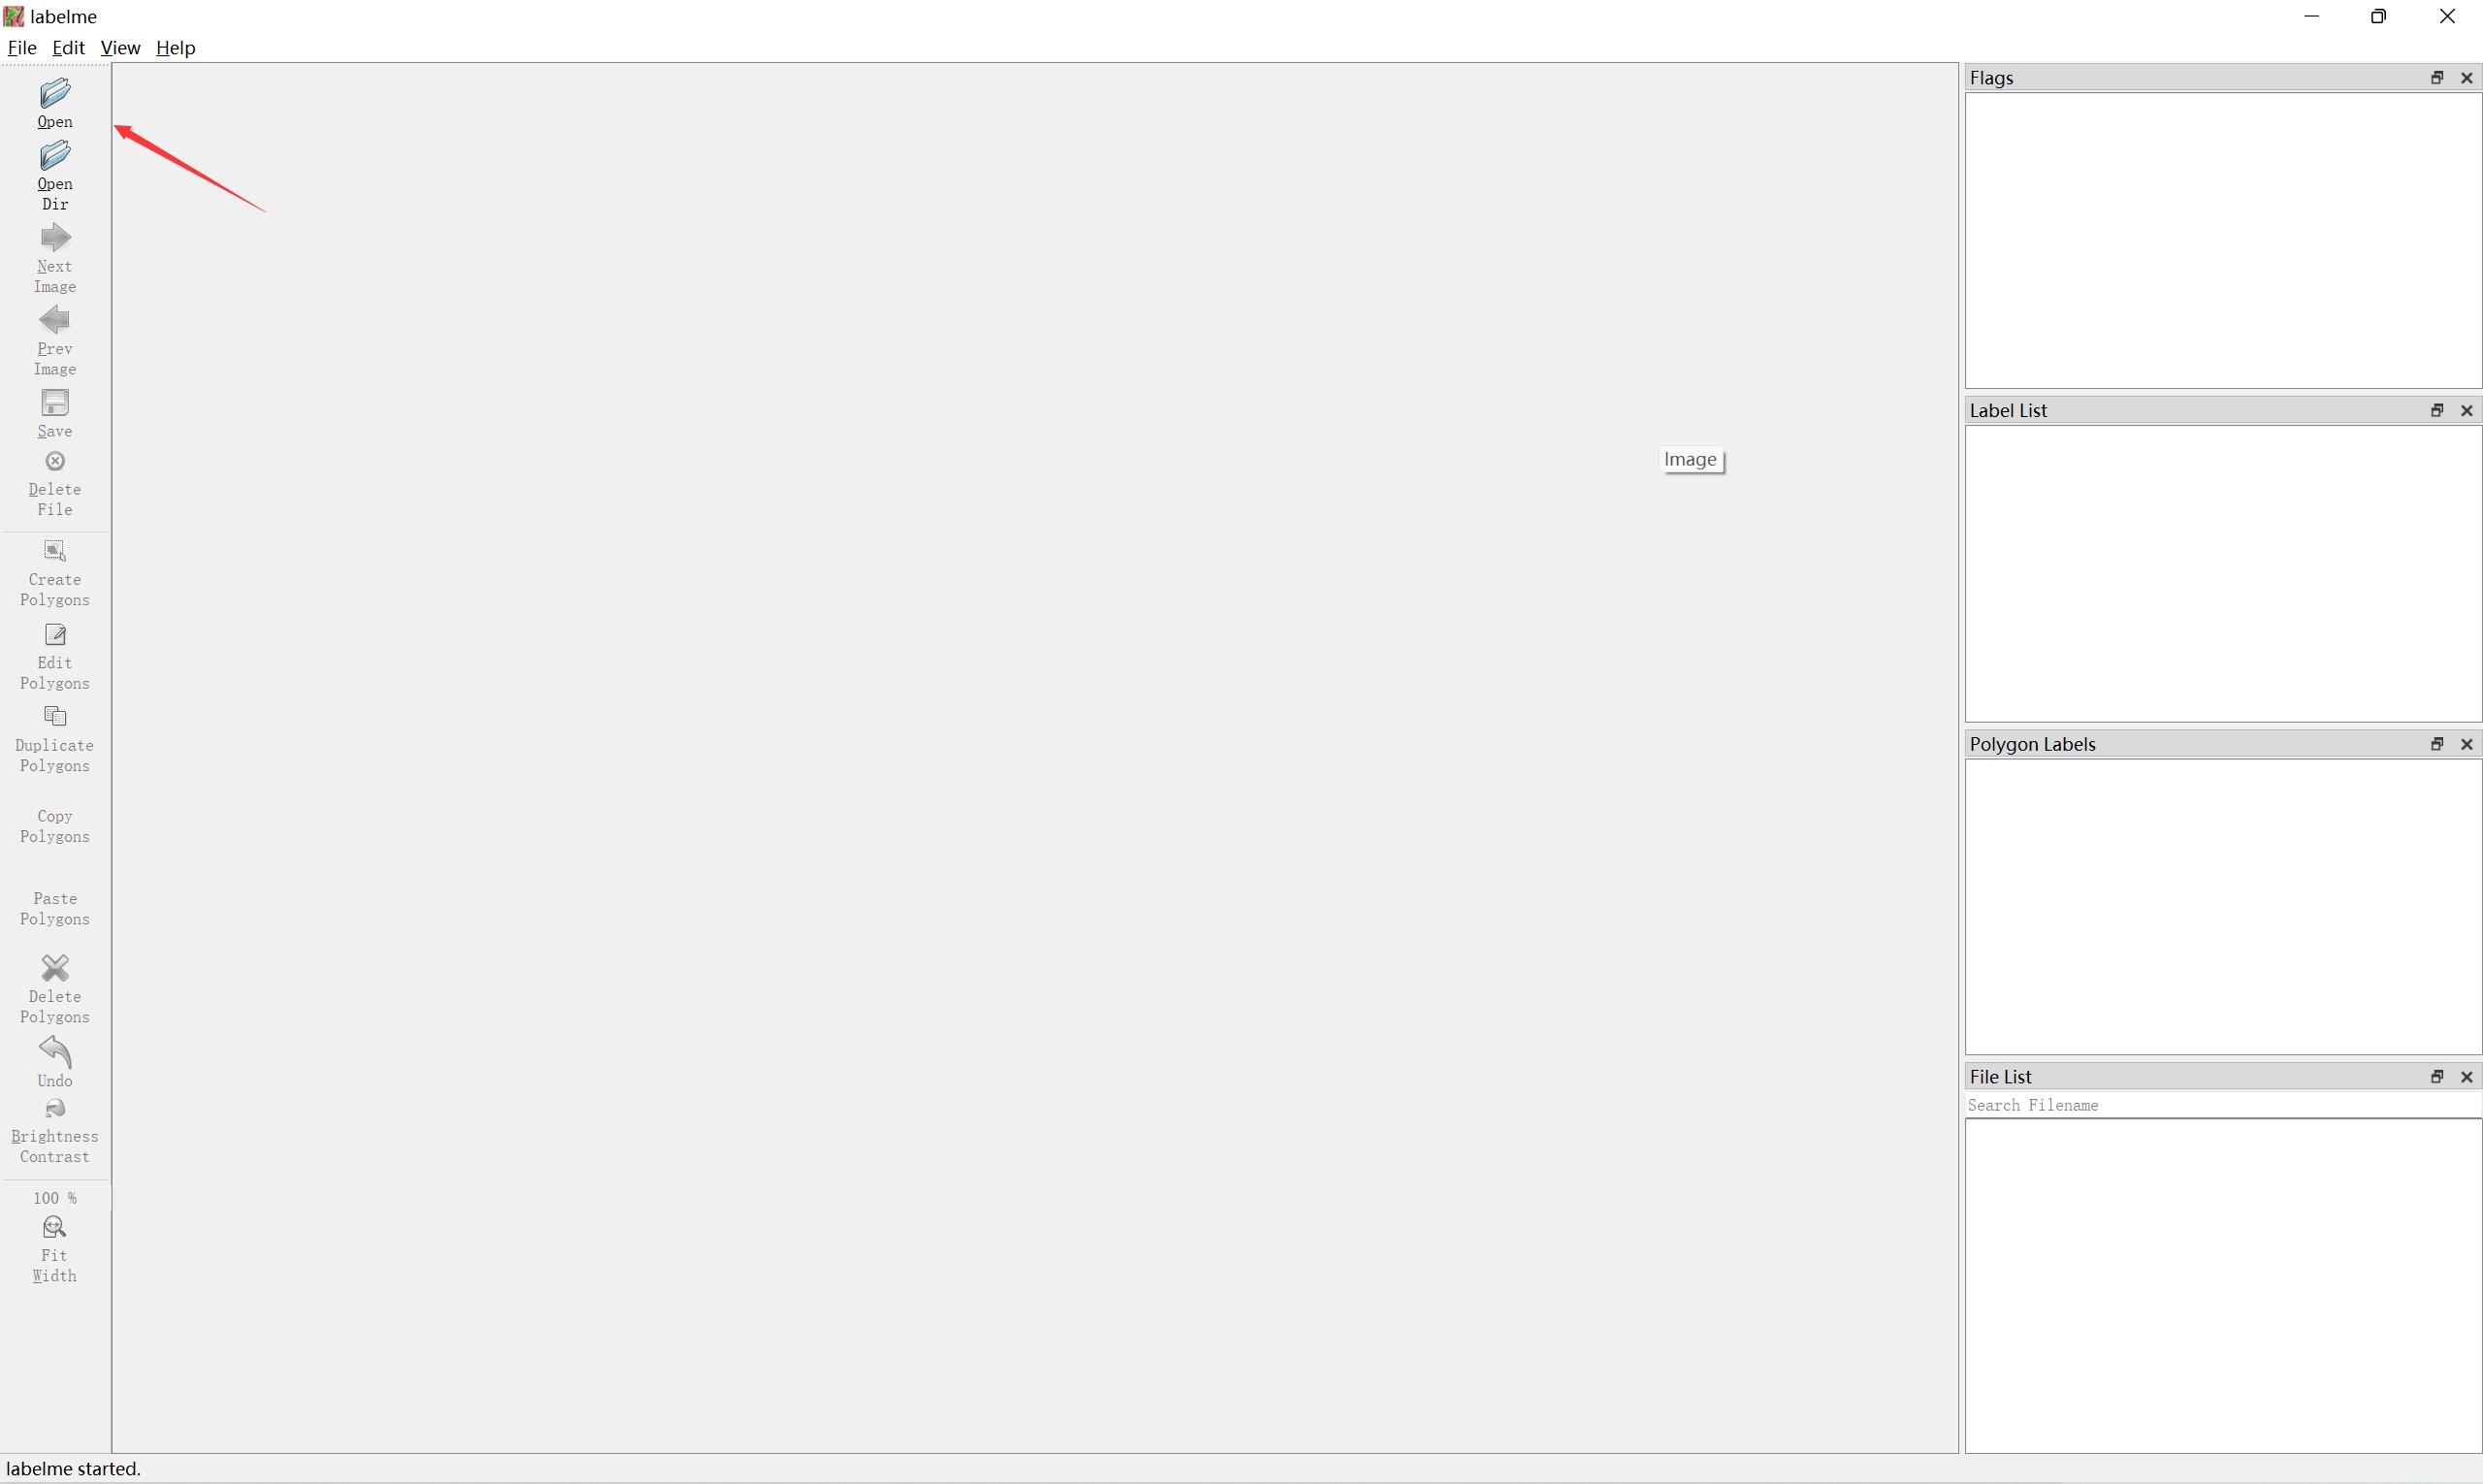 labelme
File Edit View Help
Open
Open
Dir
Next
Image
Prev
Image
Save
Delete
File
Create
Polygons
Edit
Polygons
Duplicate
Polygons
Copy
Polygons
Paste
Polygons
Delete
Polygons
Undo
Brightness
Contrast
100 %
Fit
Width
Image
Flags
Label List
Polygon Labels
File List
Search Filename
labelme started.